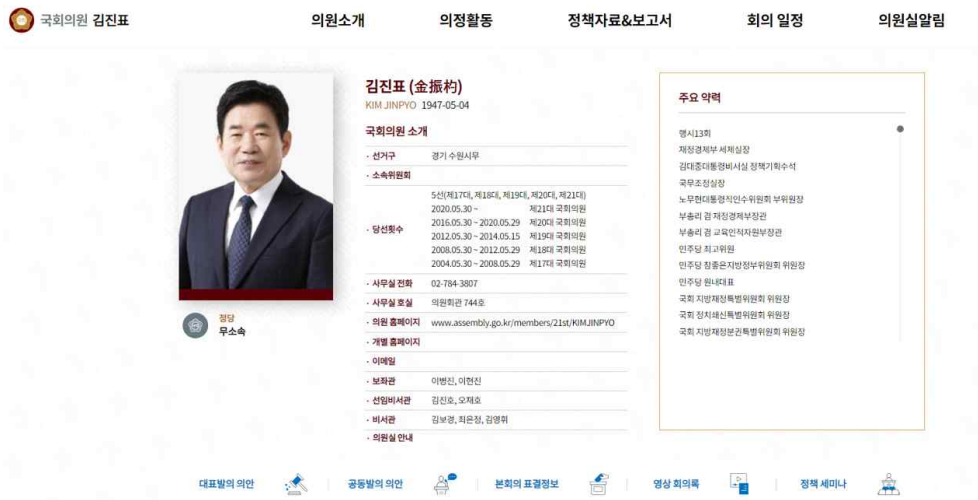 국회의원 김진표
의원소개 의정활동 정책자료&보고서 회의 일정 의원실알림
김진표 (金振杓)
KIM JINPYO 1947-05-04
국회의원 소개
· 선거구 경기 수원시무
· 소속위원회
· 당선횟수
5선(제17대, 제18대, 제19대, 제20대, 제21대)
2020.05.30 ~ 제21대 국회의원
2016.05.30 ~ 2020.05.29 제20대 국회의원
2012.05.30 ~ 2014.05.15 제19대 국회의원
2008.05.30 ~ 2012.05.29 제18대 국회의원
2004.05.30 ~ 2008.05.29 제17대 국회의원
· 사무실 전화 02-784-3807
· 사무실 호실 의원회관 744호
· 의원 홈페이지 www.assembly.go.kr/members/21st/KIMJINPYO
· 개별 홈페이지
· 이메일
· 보좌관 이병진, 이현진
· 선임비서관 김진호, 오재호
· 비서관 김보경, 최은정, 김영휘
· 의원실 안내
정당
무소속
주요 약력
행시13회
재정경제부 세제실장
김대중대통령비서실 정책기획수석
국무조정실장
노무현대통령직인수위원회 부위원장
부총리 겸 재정경제부장관
부총리 겸 교육인적자원부장관
민주당 최고위원
민주당 참좋은지방정부위원회 위원장
민주당 원내대표
국회 지방재정특별위원회 위원장
국회 정치쇄신특별위원회 위원장
국회 지방재정분권특별위원회 위원장
대표발의 의안 공동발의 의안 본회의 표결정보 영상 회의록 정책 세미나